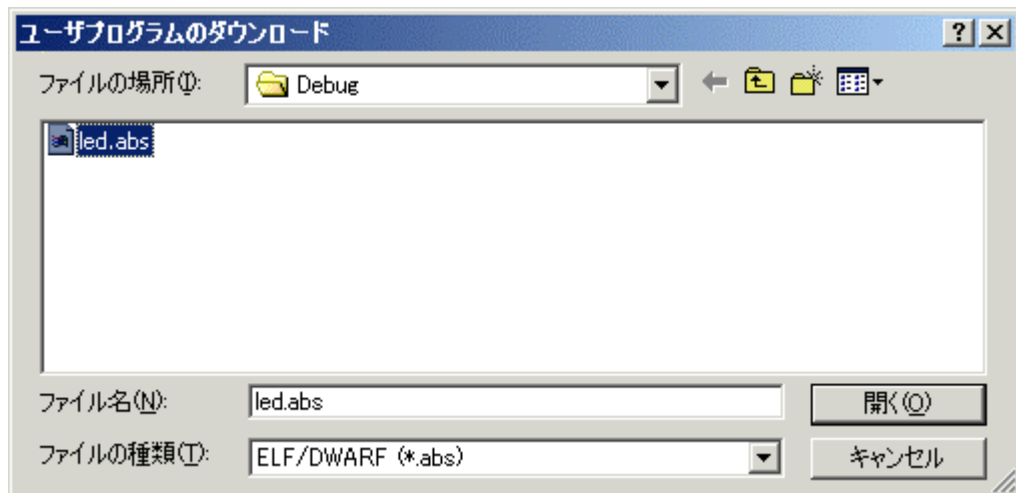 ユーザプログラムのダウンロード
ファイルの場所(I): Debug
led.abs
ファイル名(N): led.abs 開く(O)
ファイルの種類(T): ELF/DWARF (*.abs) キャンセル